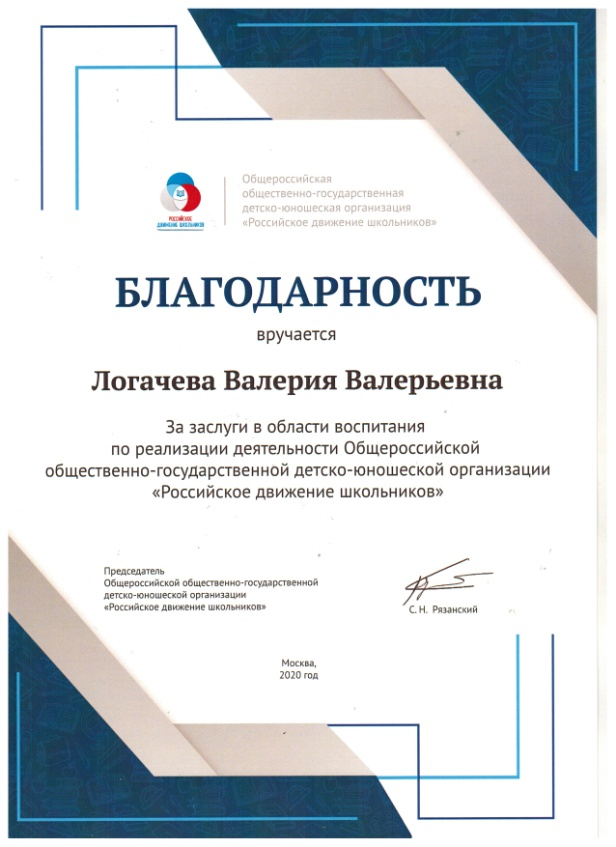 РОССИЙСКОЕ
ДВИЖЕНИЕ ШКОЛЬНИКОВ
Общероссийская
общественно-государственная
детско-юношеская организация
«Российское движение школьников»
БЛАГОДАРНОСТЬ
вручается
Логачева Валерия Валерьевна
За заслуги в области воспитания
по реализации деятельности Общероссийской
общественно-государственной детско-юношеской организации
«Российское движение школьников»
Председатель
Общероссийской общественно-государственной
детско-юношеской организации
«Российское движение школьников»
С. Н. Рязанский
Москва,
2020 год